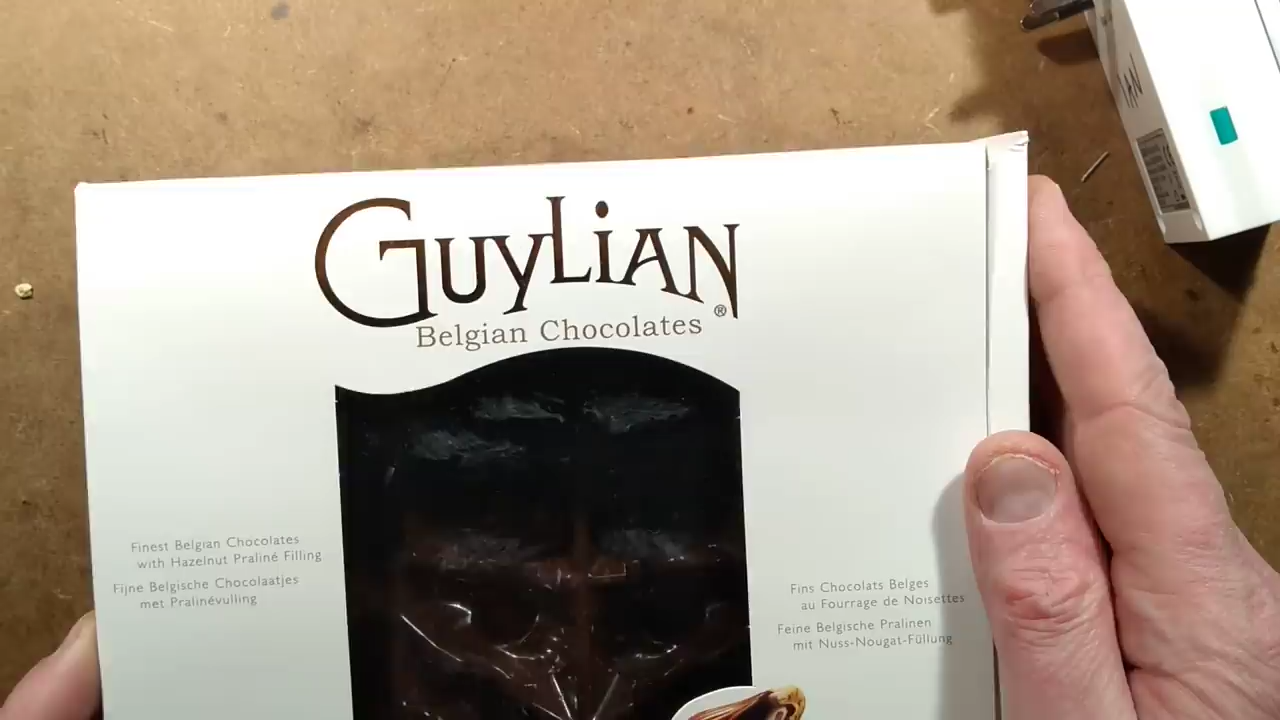 GUYLiAN®
Belgian Chocolates
Finest Belgian Chocolates
with Hazelnut Praliné Filling
Fijne Belgische Chocolaatjes
met Pralinévulling
Fins Chocolats Belges
au Fourrage de Noisettes
Feine Belgische Pralinen
mit Nuss-Nougat-Füllung